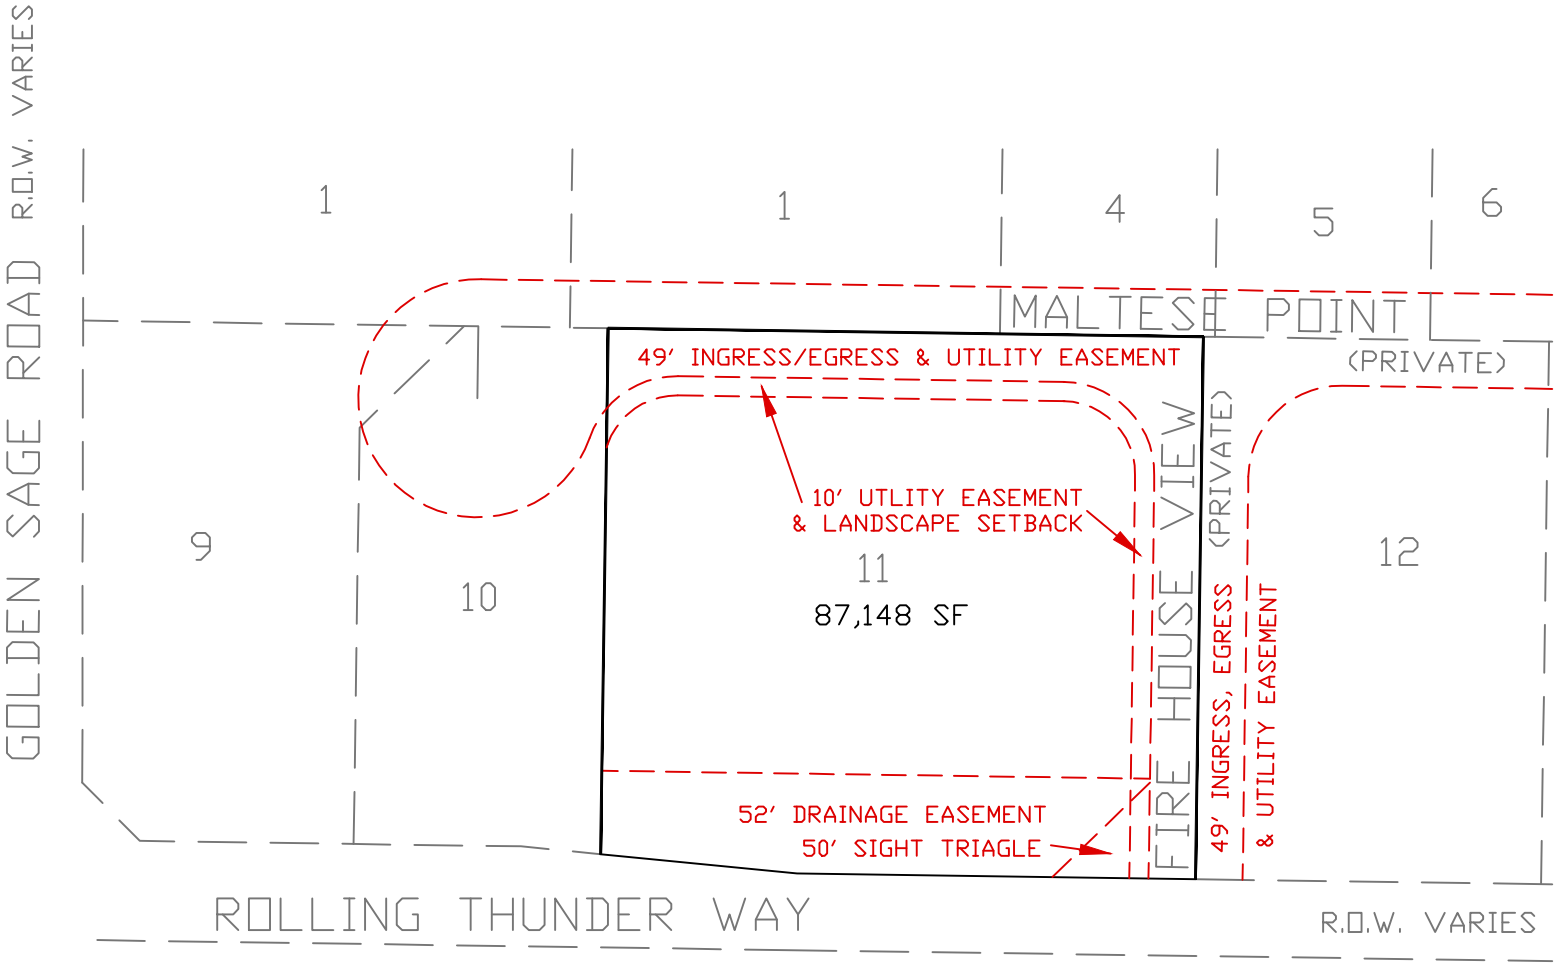 GOLDEN SAGE ROAD R.O.W. VARIES
1
1
4
5
6
MALTESE POINT
(PRIVATE)
49' INGRESS/EGRESS & UTILITY EASEMENT
10' UTLITY EASEMENT
& LANDSCAPE SETBACK
9
10
11
87,148 SF
12
FIRE HOUSE VIEW
(PRIVATE)
49' INGRESS, EGRESS
& UTILITY EASEMENT
52' DRAINAGE EASEMENT
50' SIGHT TRIAGLE
ROLLING THUNDER WAY
R.O.W. VARIES